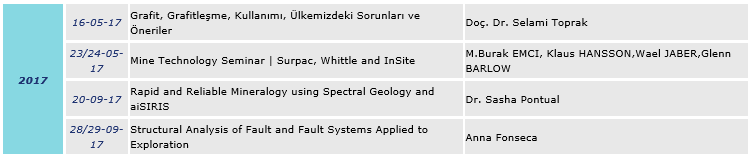 2017
16-05-17
Grafit, Grafitleşme, Kullanımı, Ülkemizdeki Sorunları ve
Öneriler
Doç. Dr. Selami Toprak
23/24-05-
17
Mine Technology Seminar | Surpac, Whittle and InSite
M.Burak EMCI, Klaus HANSSON,Wael JABER,Glenn
BARLOW
20-09-17
Rapid and Reliable Mineralogy using Spectral Geology and
aiSIRIS
Dr. Sasha Pontual
28/29-09-
17
Structural Analysis of Fault and Fault Systems Applied to
Exploration
Anna Fonseca